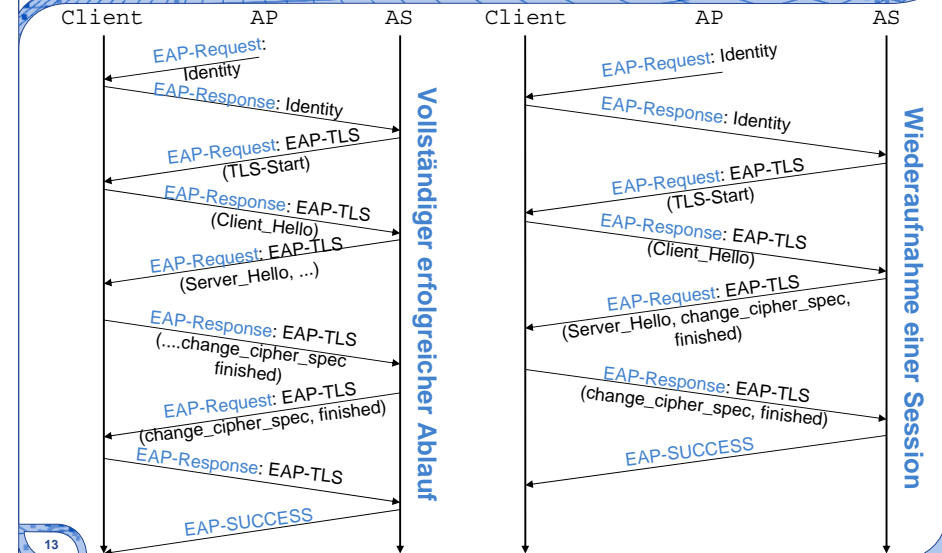 Client AP AS
EAP-Request:
Identity
EAP-Response: Identity
EAP-Request: EAP-TLS
(TLS-Start)
EAP-Response: EAP-TLS
(Client_Hello)
EAP-Request: EAP-TLS
(Server_Hello, ...)
EAP-Response: EAP-TLS
(....change_cipher_spec
finished)
EAP-Request: EAP-TLS
(change_cipher_spec, finished)
EAP-Response: EAP-TLS
EAP-SUCCESS
Vollständiger erfolgreicher Ablauf
Client AP AS
EAP-Request: Identity
EAP-Response: Identity
EAP-Request: EAP-TLS
(TLS-Start)
EAP-Response: EAP-TLS
(Client_Hello)
EAP-Request: EAP-TLS
(Server_Hello, change_cipher_spec,
finished)
EAP-Response: EAP-TLS
(change_cipher_spec, finished)
EAP-SUCCESS
Wiederaufnahme einer Session
13